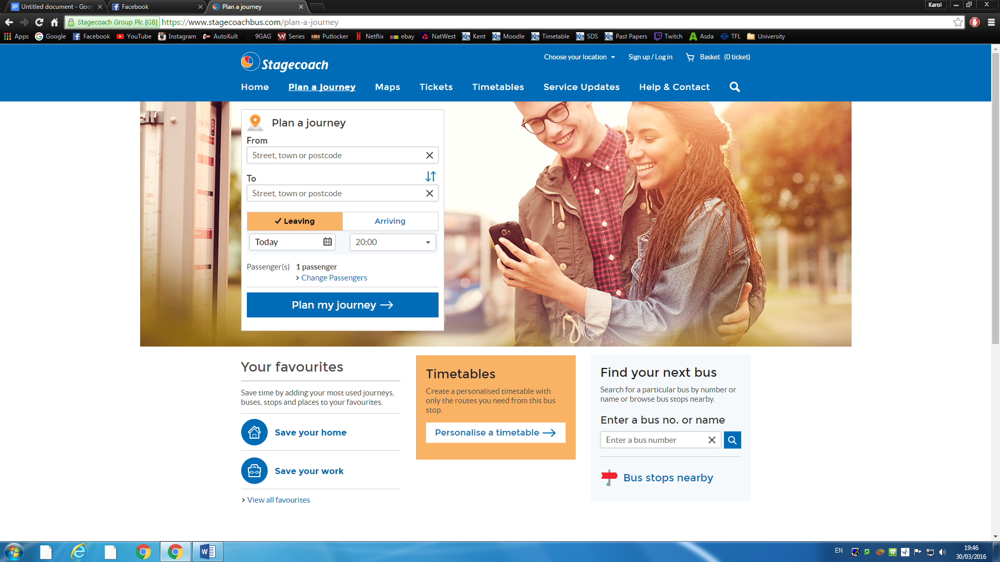 Untitled document - Goo
Facebook
Plan a journey
Karol
Stagecoach Group Plc [GB]
https://www.stagecoachbus.com/plan-a-journey
Apps
Google
Facebook
YouTube
Instagram
AutoKult
9GAG
Series
Putlocker
Netflix
ebay
NatWest
Kent
Moodle
Timetable
SDS
Past Papers
Twitch
Asda
TFL
University
Stagecoach
Choose your location
Sign up / Log in
Basket (0 ticket)
Home
Plan a journey
Maps
Tickets
Timetables
Service Updates
Help & Contact
Plan a journey
From
Street, town or postcode
To
Street, town or postcode
Leaving
Arriving
Today
20:00
Passenger(s) 1 passenger
> Change Passengers
Plan my journey
Your favourites
Save time by adding your most used journeys,
buses, stops and places to your favourites.
Save your home
Save your work
> View all favourites
Timetables
Create a personalised timetable with
only the routes you need from this bus
stop.
Personalise a timetable
Find your next bus
Search for a particular bus by number or
name or browse bus stops nearby.
Enter a bus no. or name
Enter a bus number
Bus stops nearby
EN
19:46
30/03/2016